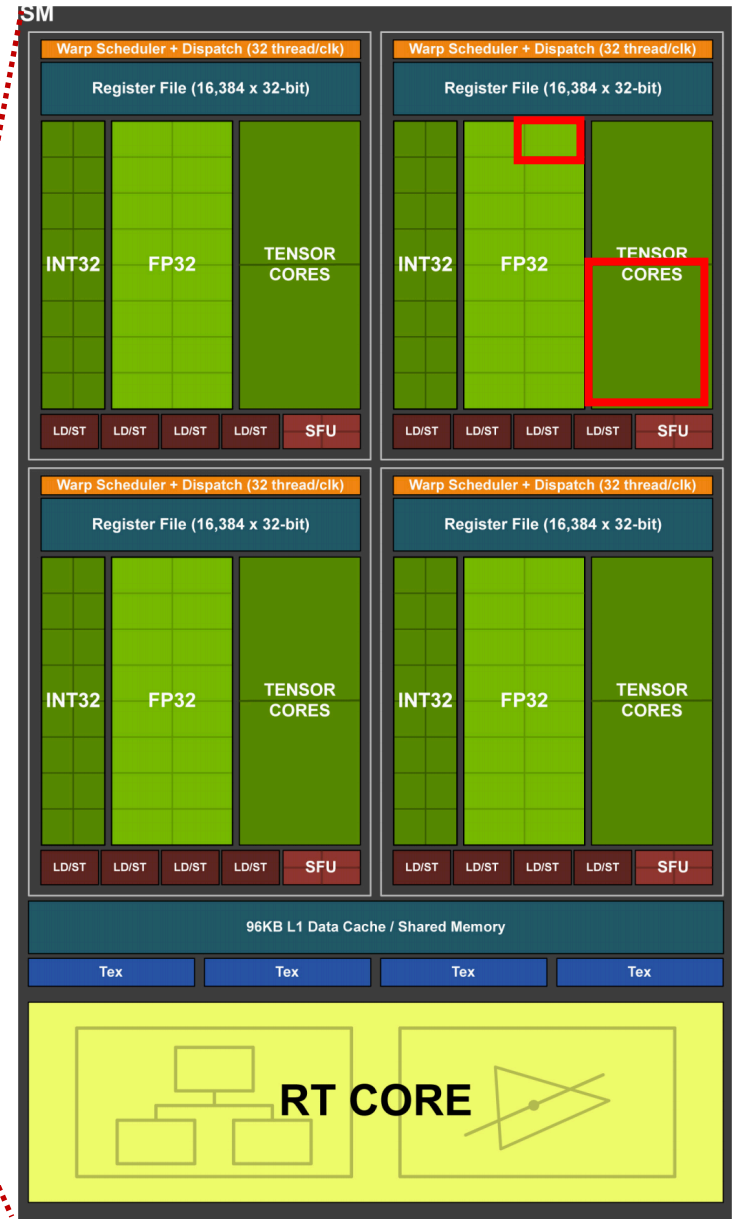 SM
Warp Scheduler + Dispatch (32 thread/clk)
Register File (16,384 x 32-bit)
INT32
FP32
TENSOR
CORES
LD/ST
LD/ST
LD/ST
LD/ST
SFU
Warp Scheduler + Dispatch (32 thread/clk)
Register File (16,384 x 32-bit)
INT32
FP32
TENSOR
CORES
LD/ST
LD/ST
LD/ST
LD/ST
SFU
Warp Scheduler + Dispatch (32 thread/clk)
Register File (16,384 x 32-bit)
INT32
FP32
TENSOR
CORES
LD/ST
LD/ST
LD/ST
LD/ST
SFU
Warp Scheduler + Dispatch (32 thread/clk)
Register File (16,384 x 32-bit)
INT32
FP32
TENSOR
CORES
LD/ST
LD/ST
LD/ST
LD/ST
SFU
96KB L1 Data Cache / Shared Memory
Tex
Tex
Tex
Tex
RT CORE